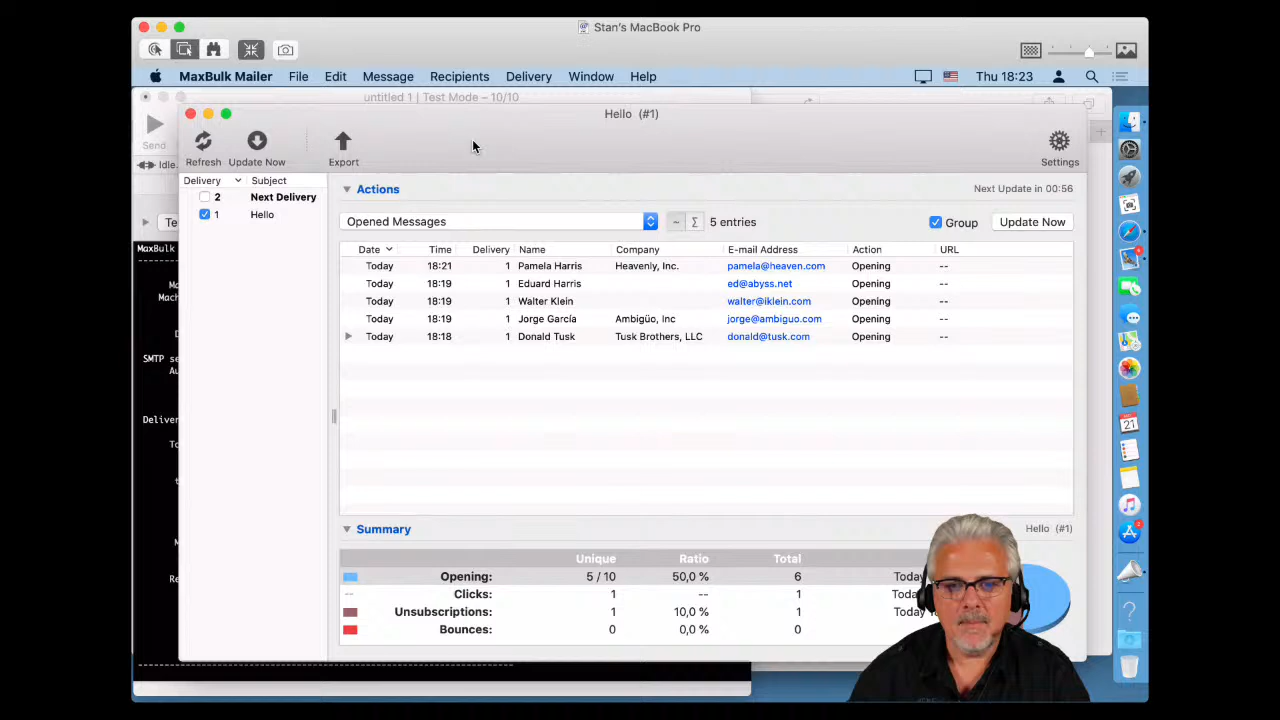 Stan's MacBook Pro
MaxBulk Mailer File Edit Message Recipients Delivery Window Help Thu 18:23
untitled 1 | Test Mode – 10/10
Hello (#1)
Send
Refresh Update Now Export Settings
Idle.
Delivery Subject
2 Next Delivery
1 Hello
Actions Next Update in 00:56
Opened Messages ~ Σ 5 entries Group Update Now
Te
MaxBulk
Date Time Delivery Name Company E-mail Address Action URL
Today 18:21 1 Pamela Harris Heavenly, Inc. pamela@heaven.com Opening --
Today 18:19 1 Eduard Harris ed@abyss.net Opening --
Today 18:19 1 Walter Klein walter@iklein.com Opening --
Today 18:19 1 Jorge García Ambigüo, Inc jorge@ambiguo.com Opening --
Today 18:18 1 Donald Tusk Tusk Brothers, LLC donald@tusk.com Opening --
Mach
SMTP se
Au
Deliver
To
Re
Summary Hello (#1)
Unique Ratio Total
Opening: 5 / 10 50,0 % 6 Today
Clicks: 1 -- 1 Toda
Unsubscriptions: 1 10,0 % 1 Today
Bounces: 0 0,0 % 0